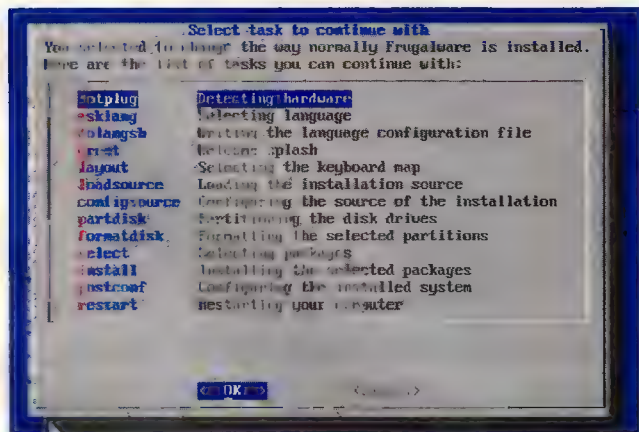 Select task to continue with
You selected to change the way normally Frugalware is installed.
Here are the list of tasks you can continue with:
hotplug Detecting hardware
asklang Selecting language
dolangsh Writing the language configuration file
greet Welcome splash
layout Selecting the keyboard map
loadsource Loading the installation source
configsource Configuring the source of the installation
partdisk Partitioning the disk drives
formatdisk Formatting the selected partitions
select Selecting packages
install Installing the selected packages
postconf Configuring the installed system
restart Restarting your computer
< OK >